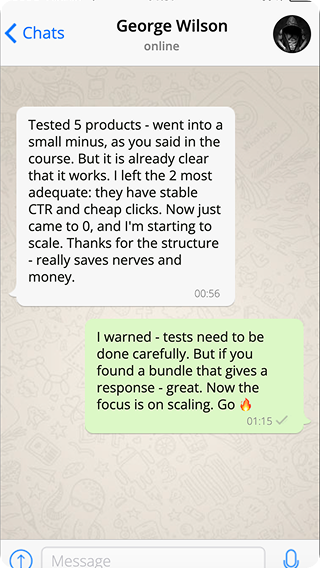 Chats
George Wilson
online
Tested 5 products - went into a
small minus, as you said in the
course. But it is already clear
that it works. I left the 2 most
adequate: they have stable
CTR and cheap clicks. Now just
came to 0, and I'm starting to
scale. Thanks for the structure
- really saves nerves and
money.
00:56
I warned - tests need to be
done carefully. But if you
found a bundle that gives a
response - great. Now the
focus is on scaling. Go 🔥
01:15
Message